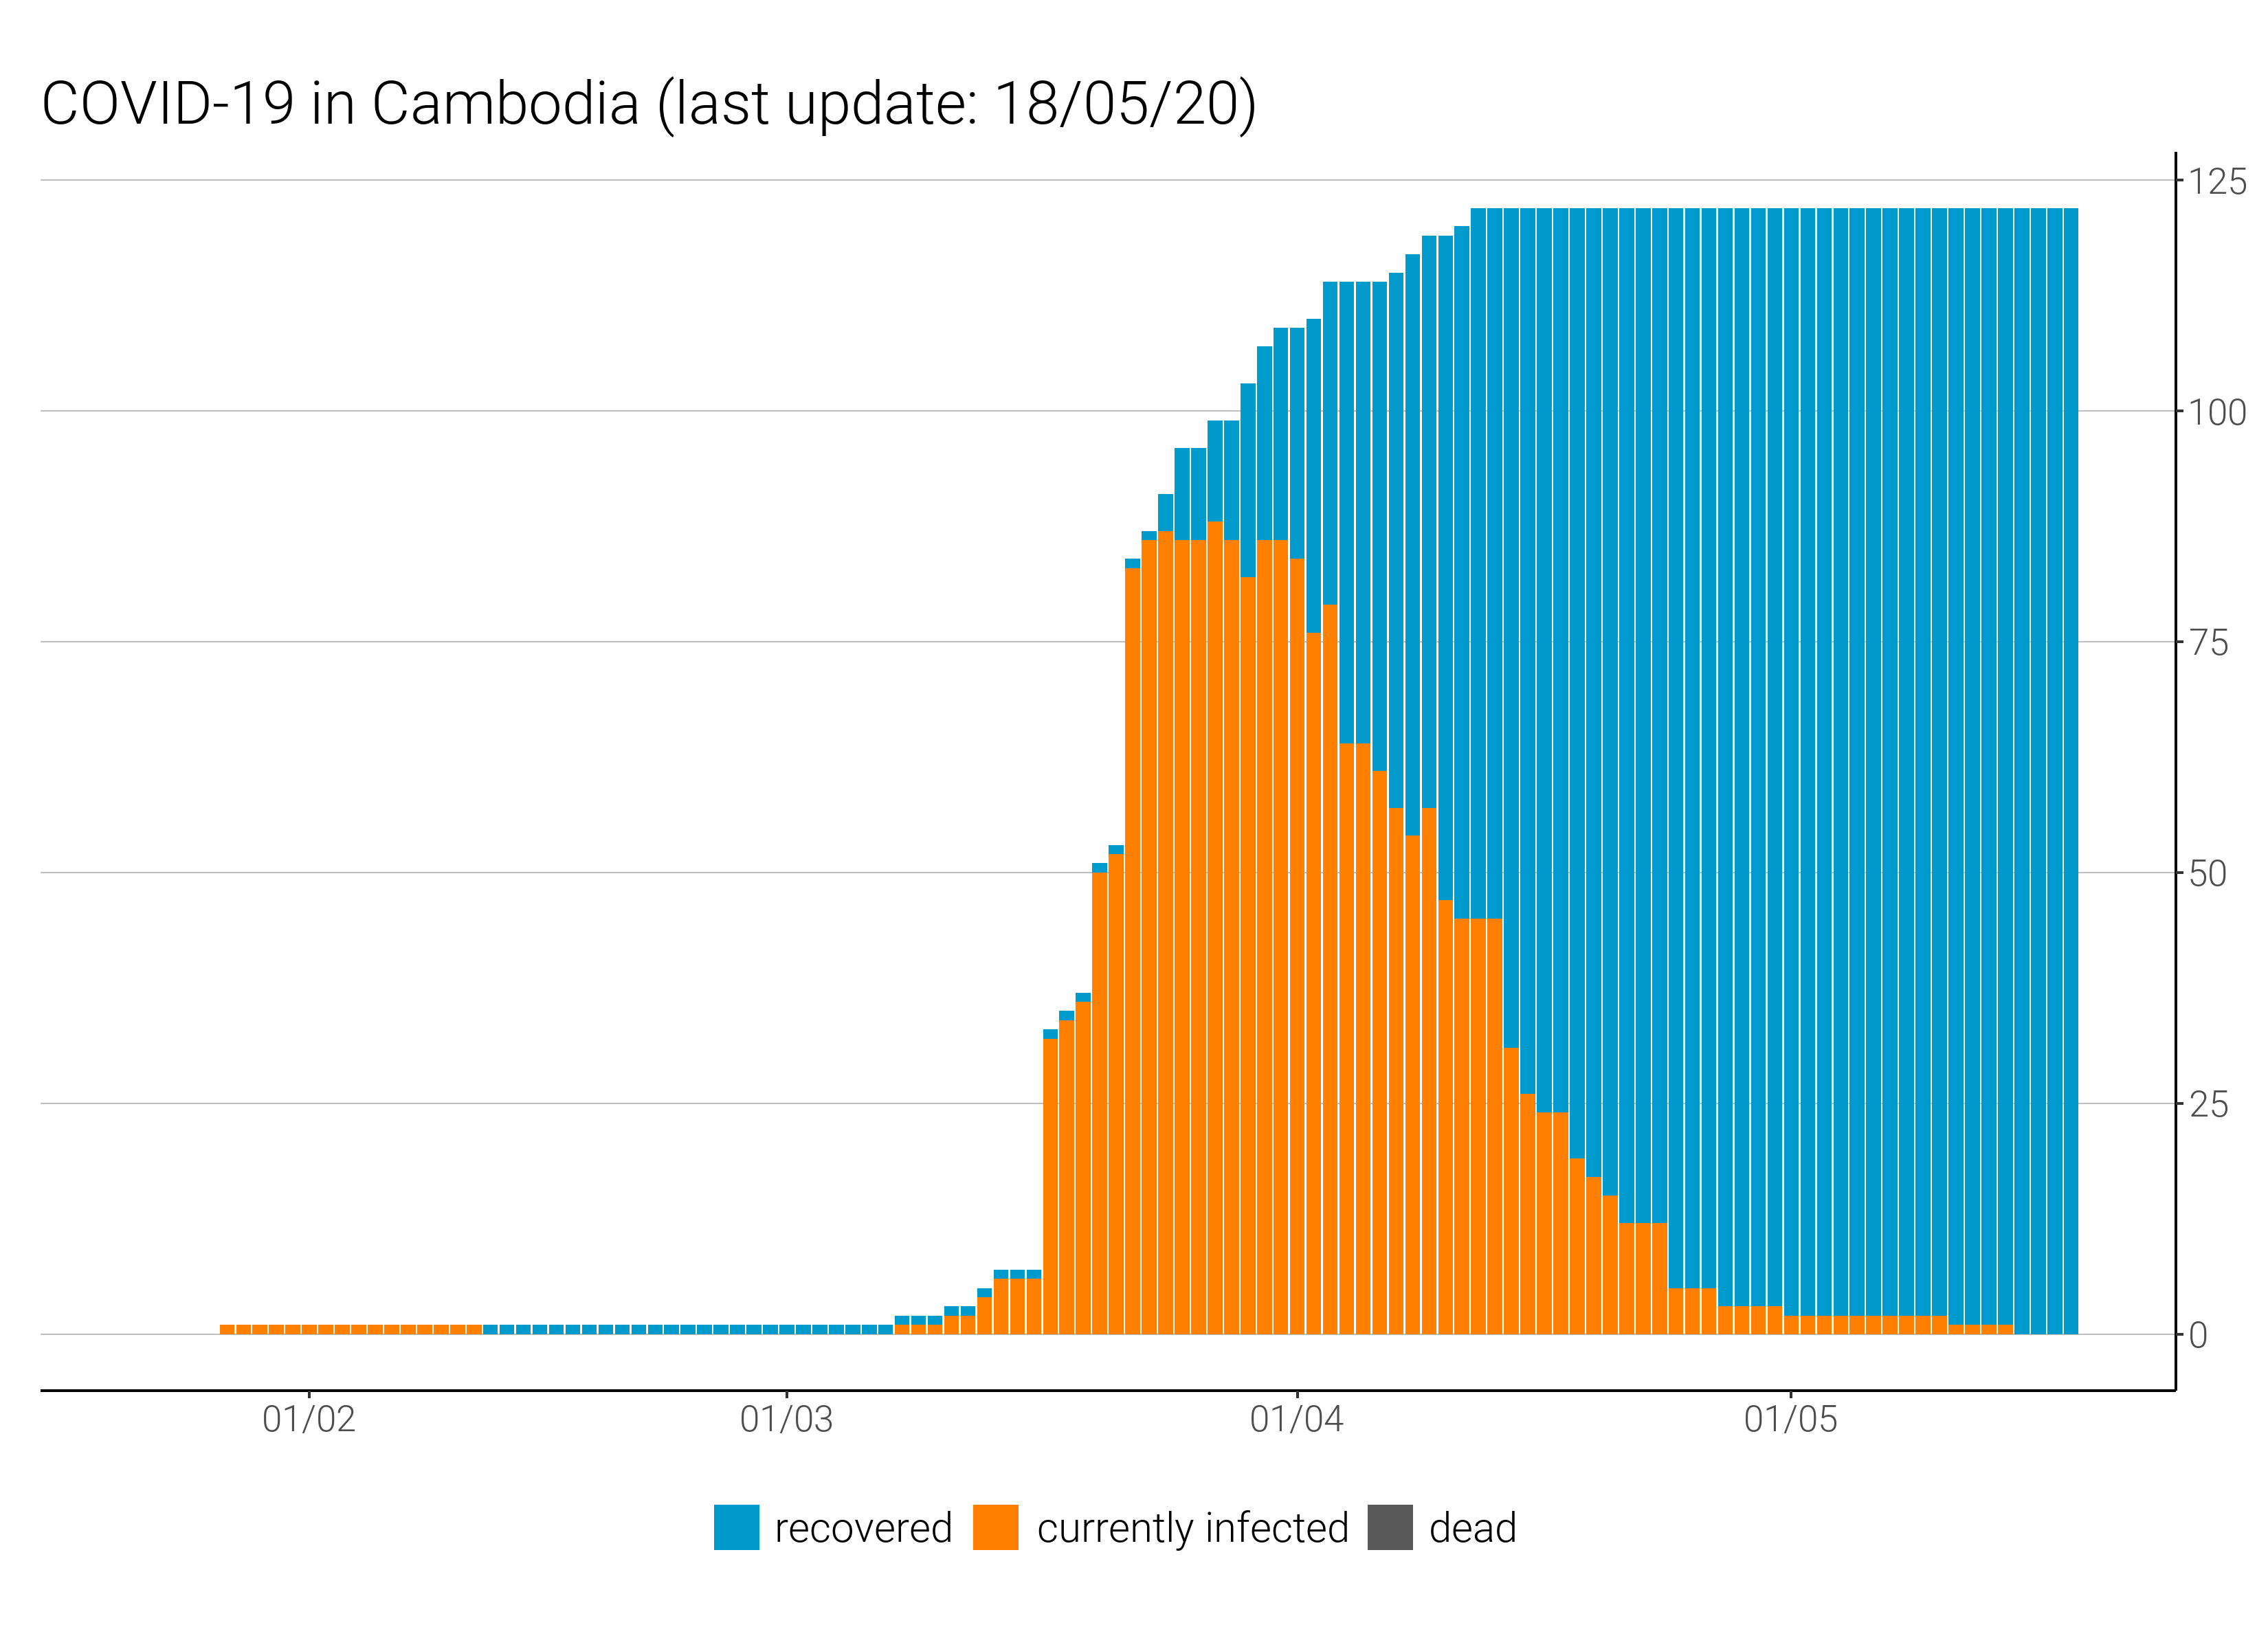 COVID-19 in Cambodia (last update: 18/05/20)
125
100
75
50
25
0
01/02 01/03 01/04 01/05
recovered currently infected dead